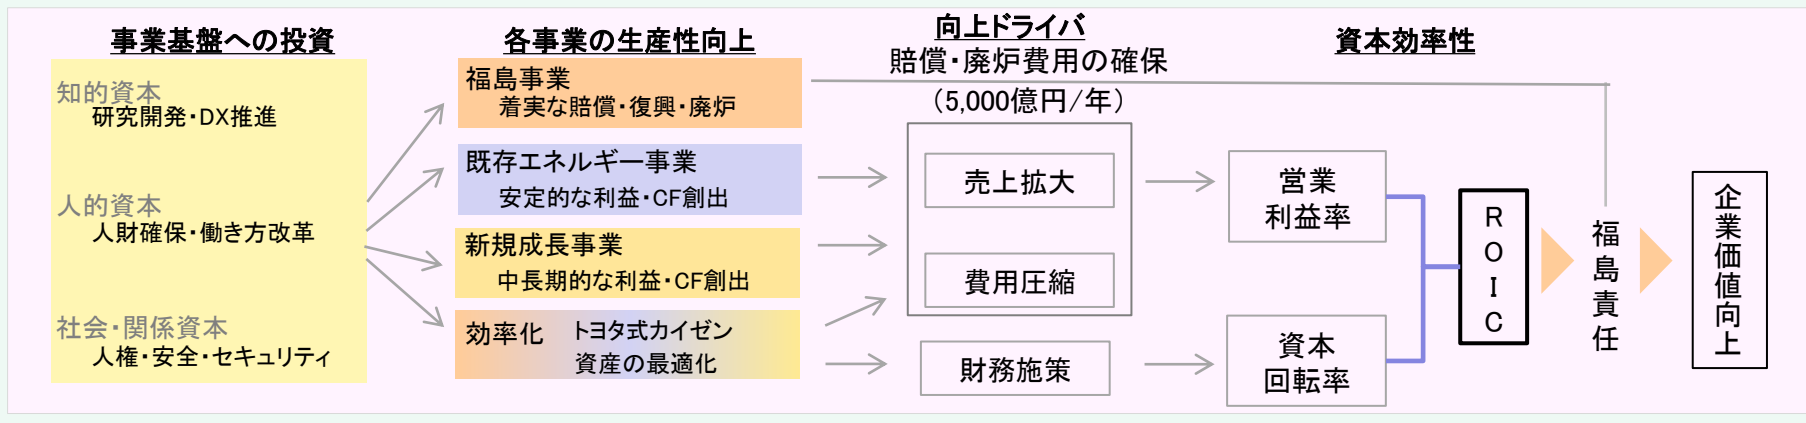 事業基盤への投資
知的資本
研究開発・DX推進
人的資本
人財確保・働き方改革
社会・関係資本
人権・安全・セキュリティ
各事業の生産性向上
福島事業
着実な賠償・復興・廃炉
既存エネルギー事業
安定的な利益・CF創出
新規成長事業
中長期的な利益・CF創出
効率化 トヨタ式カイゼン
資産の最適化
向上ドライバ
賠償・廃炉費用の確保
（5,000億円/年）
売上拡大
費用圧縮
財務施策
資本効率性
営業
利益率
資本
回転率
ROIC
福島責任
企業価値向上